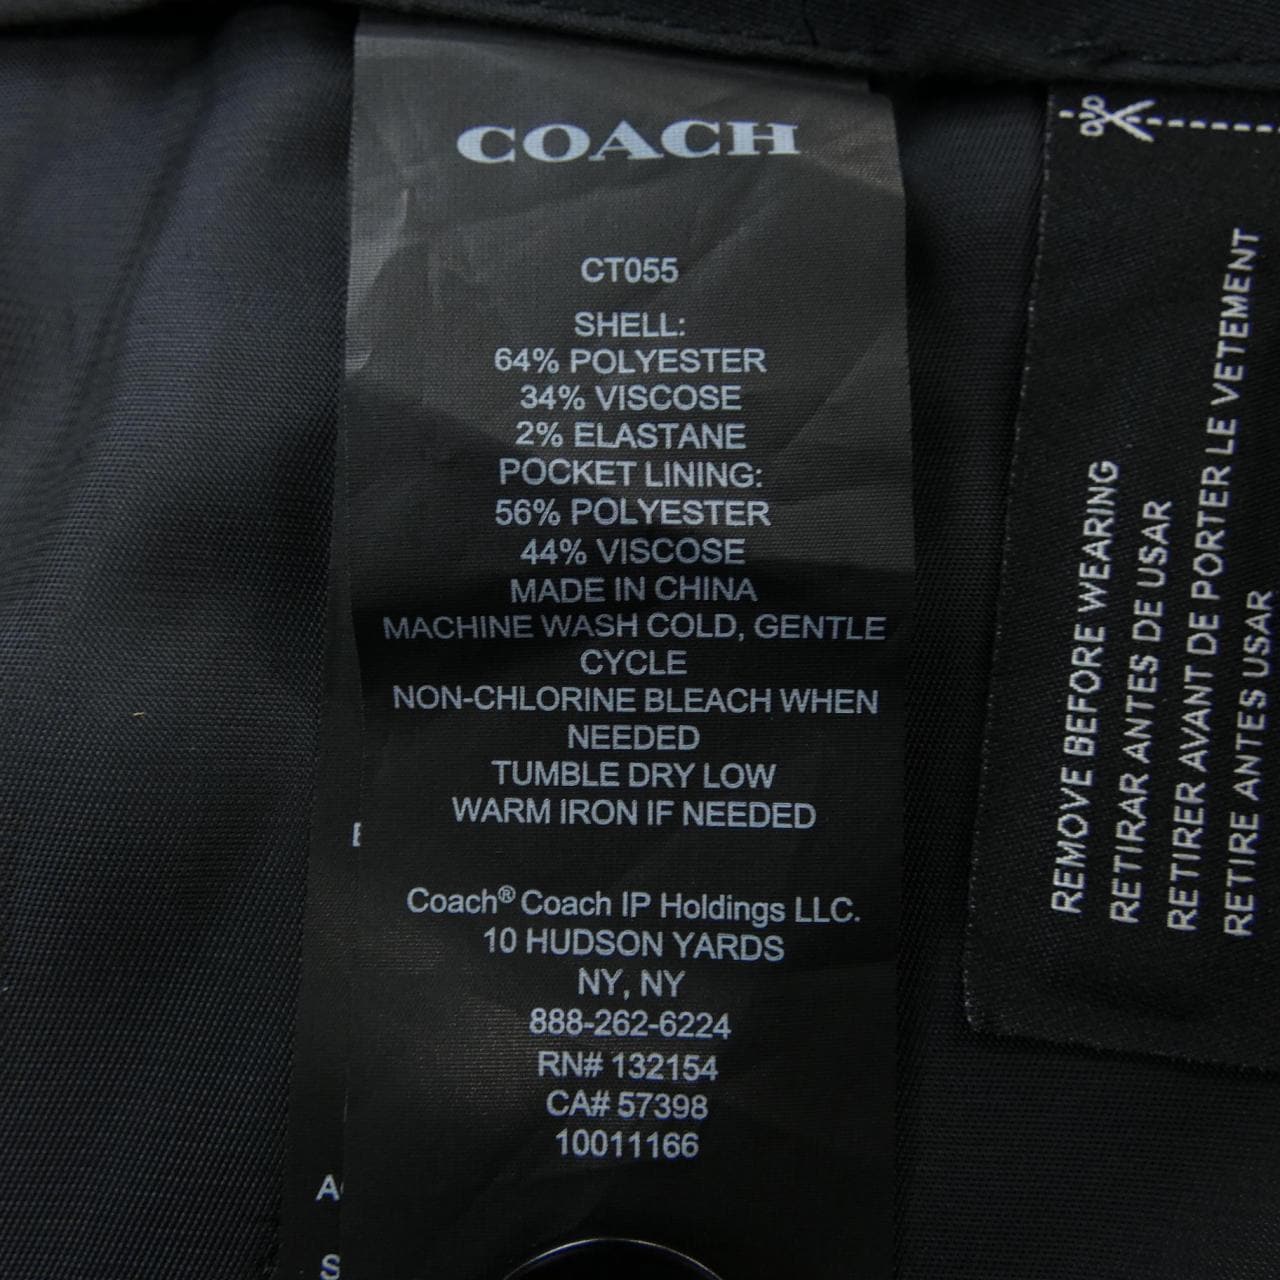 COACH
CT055
SHELL:
64% POLYESTER
34% VISCOSE
2% ELASTANE
POCKET LINING:
56% POLYESTER
44% VISCOSE
MADE IN CHINA
MACHINE WASH COLD, GENTLE
CYCLE
NON-CHLORINE BLEACH WHEN
NEEDED
TUMBLE DRY LOW
WARM IRON IF NEEDED
Coach® Coach IP Holdings LLC.
10 HUDSON YARDS
NY, NY
888-262-6224
RN# 132154
CA# 57398
10011166
REMOVE BEFORE WEARING
RETIRAR ANTES DE USAR
RETIRER AVANT DE PORTER LE VETEMENT
RETIRE ANTES USAR